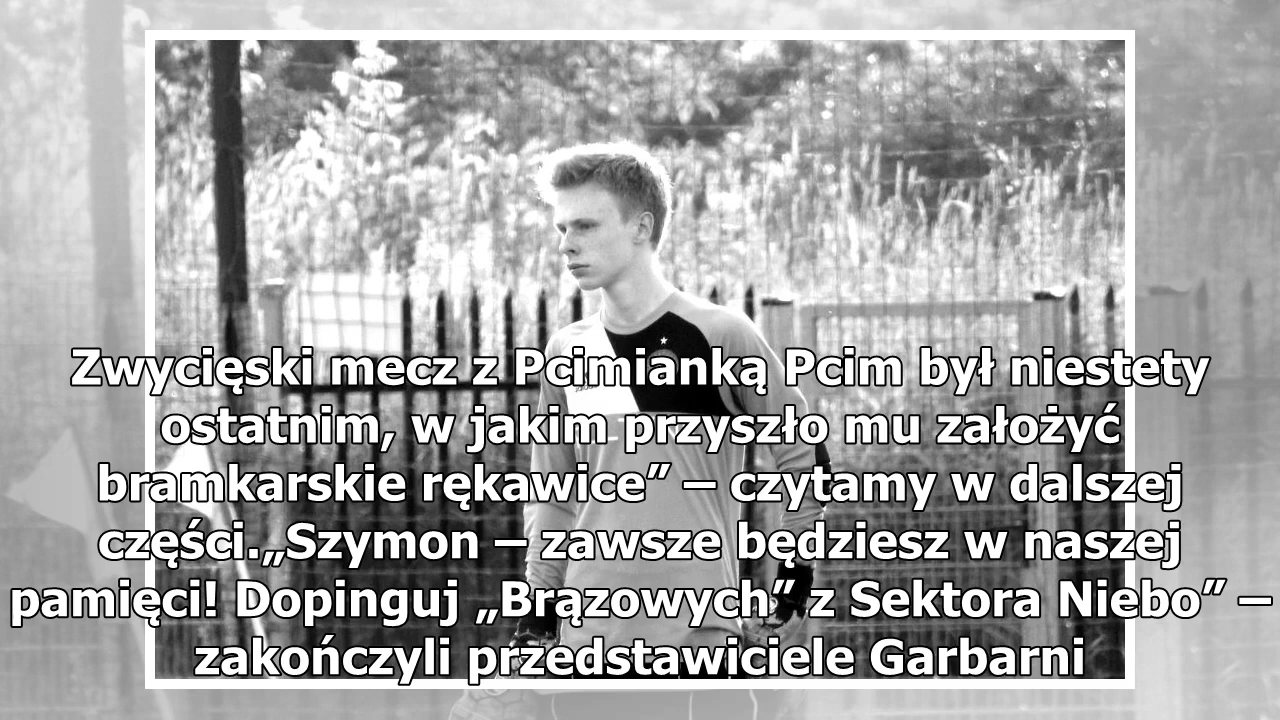 Zwycięski mecz z Pcimianką Pcim był niestety
ostatnim, w jakim przyszło mu założyć
bramkarskie rękawice” – czytamy w dalszej
części.„Szymon – zawsze będziesz w naszej
pamięci! Dopinguj „Brązowych” z Sektora Niebo” –
zakończyli przedstawiciele Garbarni